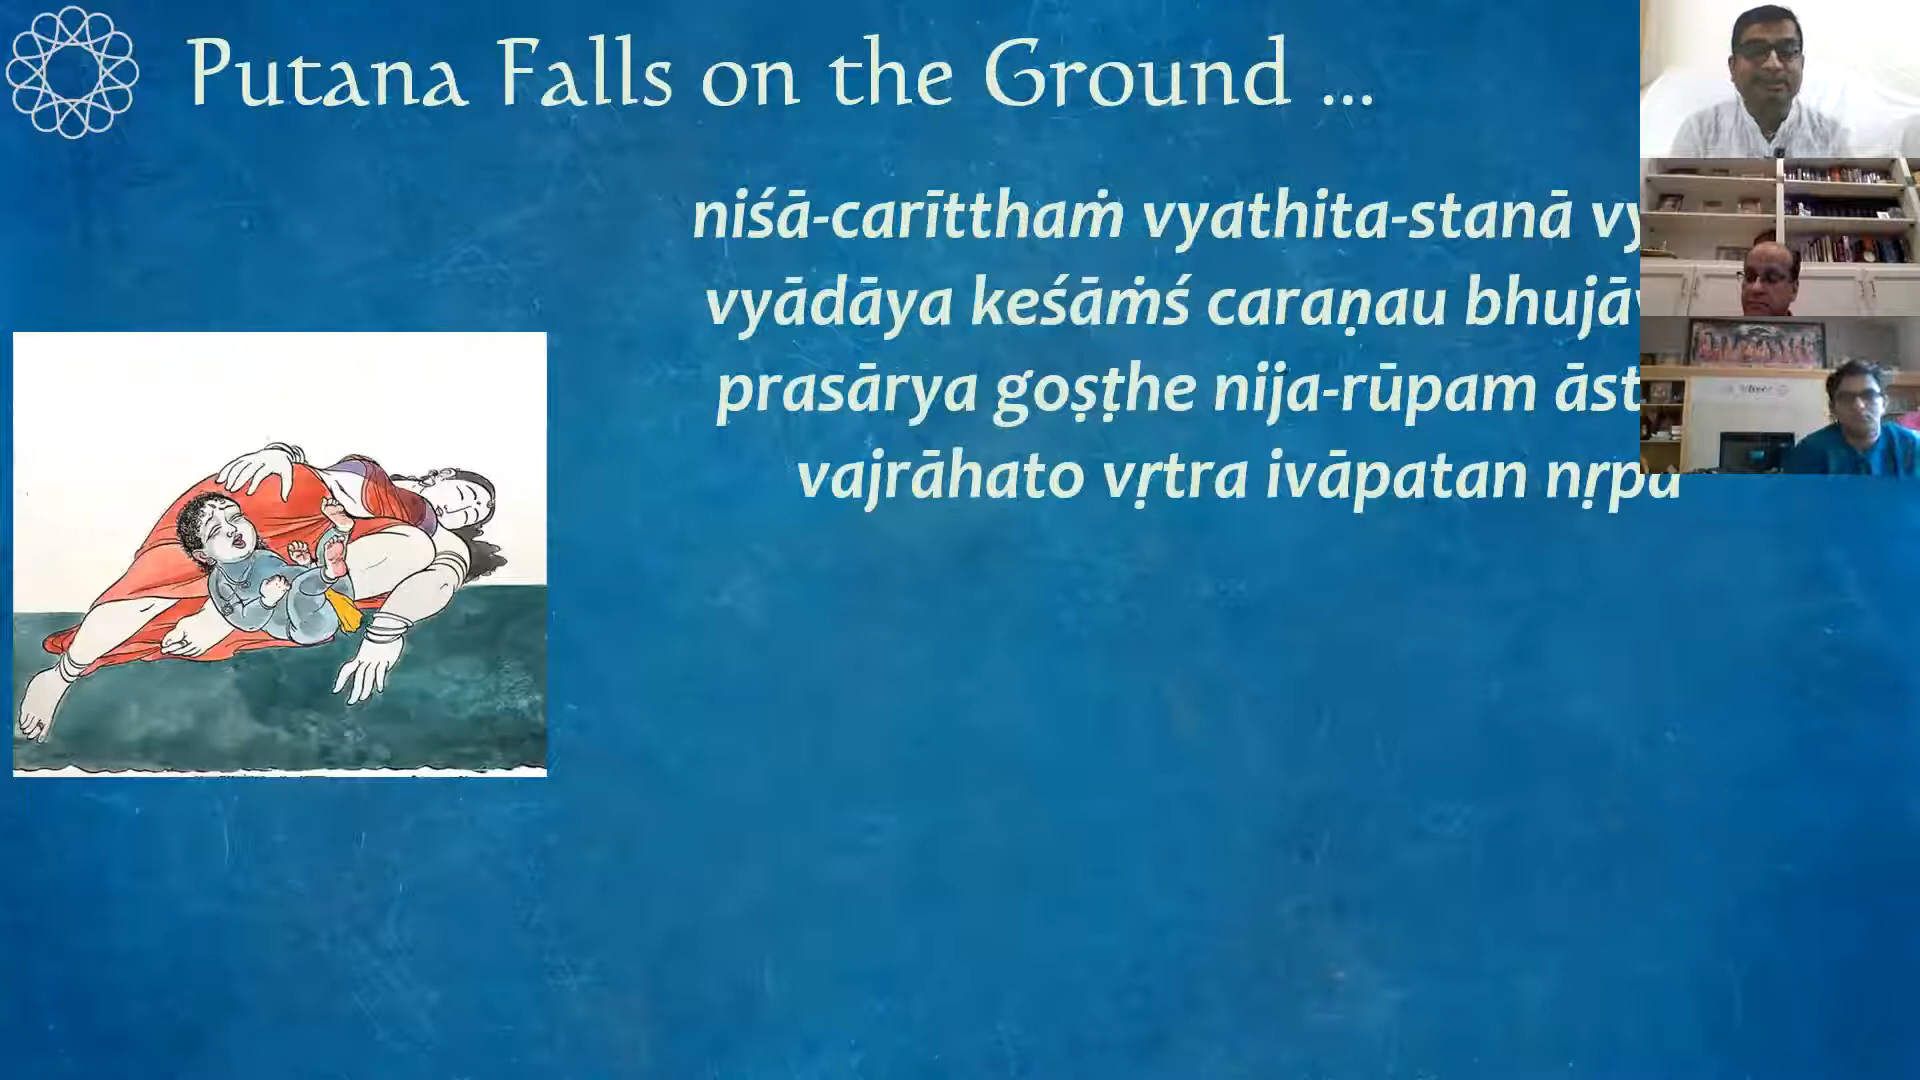 Putana Falls on the Ground ...
niśā-carītthaṁ vyathita-stanā
vyādāya keśāṁś caraṇau
prasārya goṣṭhe nija-rūpam
vajrāhato vṛtra ivāpatan nṛpa